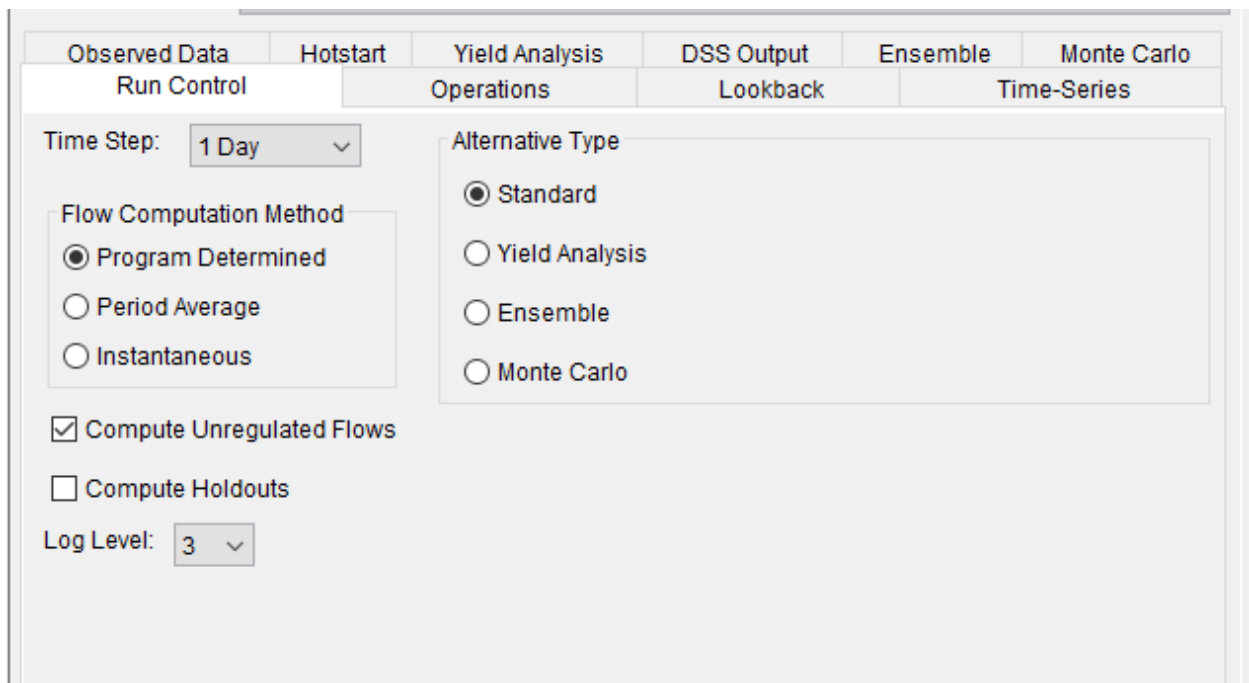 Observed Data Hotstart Yield Analysis DSS Output Ensemble Monte Carlo
Run Control Operations Lookback Time-Series
Time Step: 1 Day
Alternative Type
Standard
Flow Computation Method
Yield Analysis
Program Determined
Ensemble
Period Average
Instantaneous
Monte Carlo
Compute Unregulated Flows
Compute Holdouts
Log Level: 3